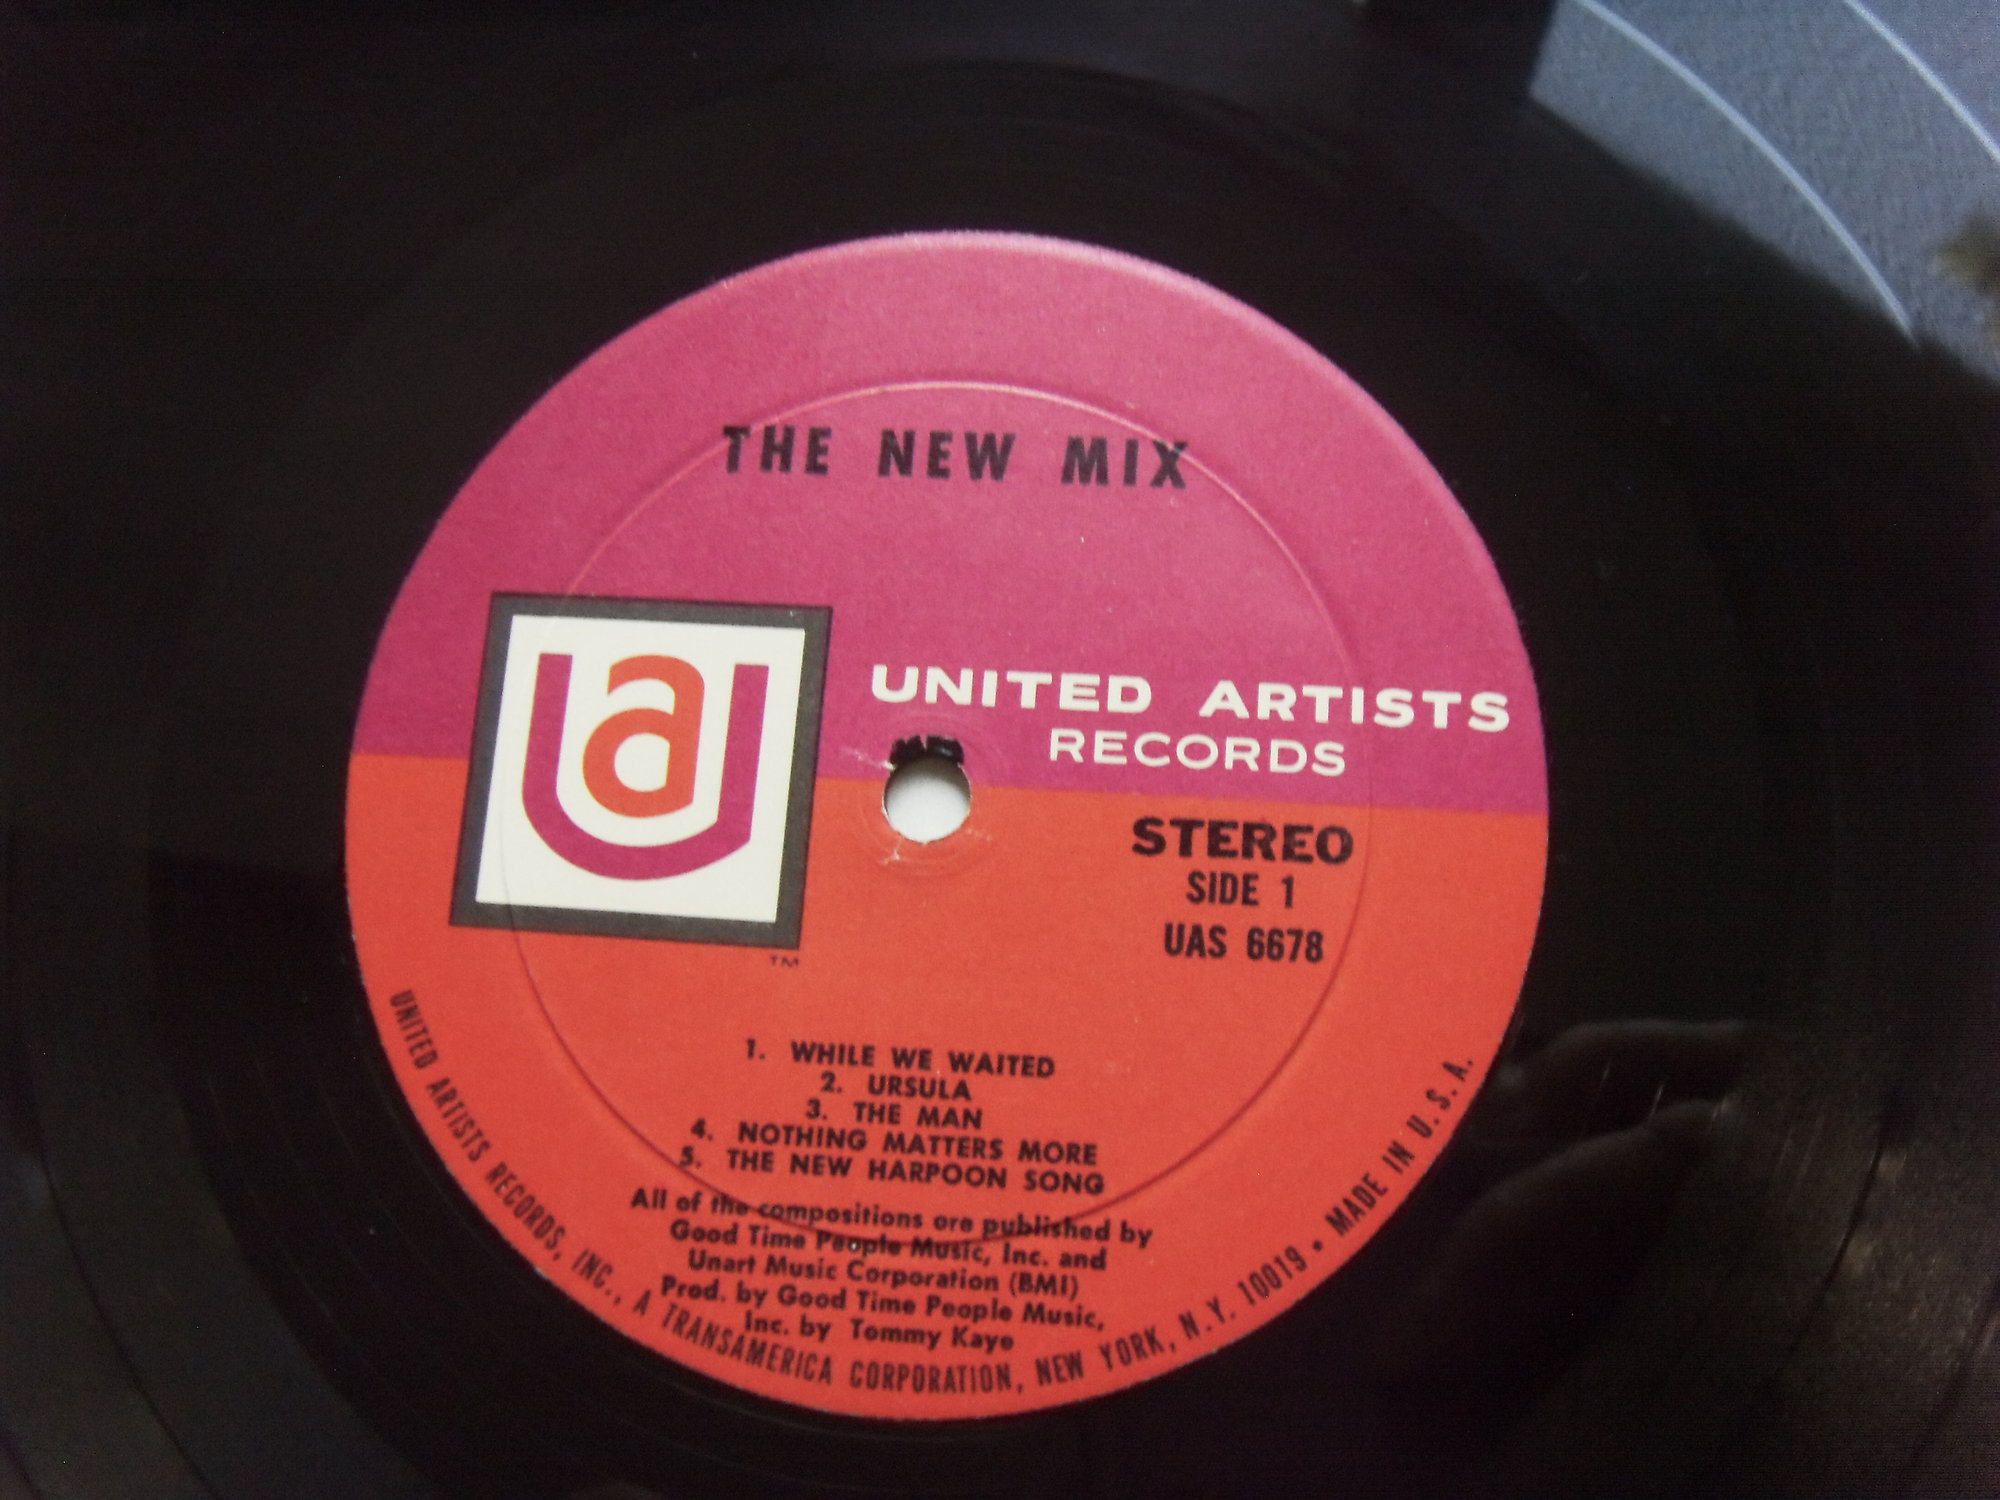 THE NEW MIX
ua
UNITED ARTISTS
RECORDS
TM
STEREO
SIDE 1
UAS 6678
1. WHILE WE WAITED
2. URSULA
3. THE MAN
4. NOTHING MATTERS MORE
5. THE NEW HARPOON SONG
All of the compositions are published by
Good Time People Music, Inc. and
Unart Music Corporation (BMI)
Prod. by Good Time People Music,
Inc. by Tommy Kaye
UNITED ARTISTS RECORDS, INC., A TRANSAMERICA CORPORATION, NEW YORK, N.Y. 10019 • MADE IN U.S.A.